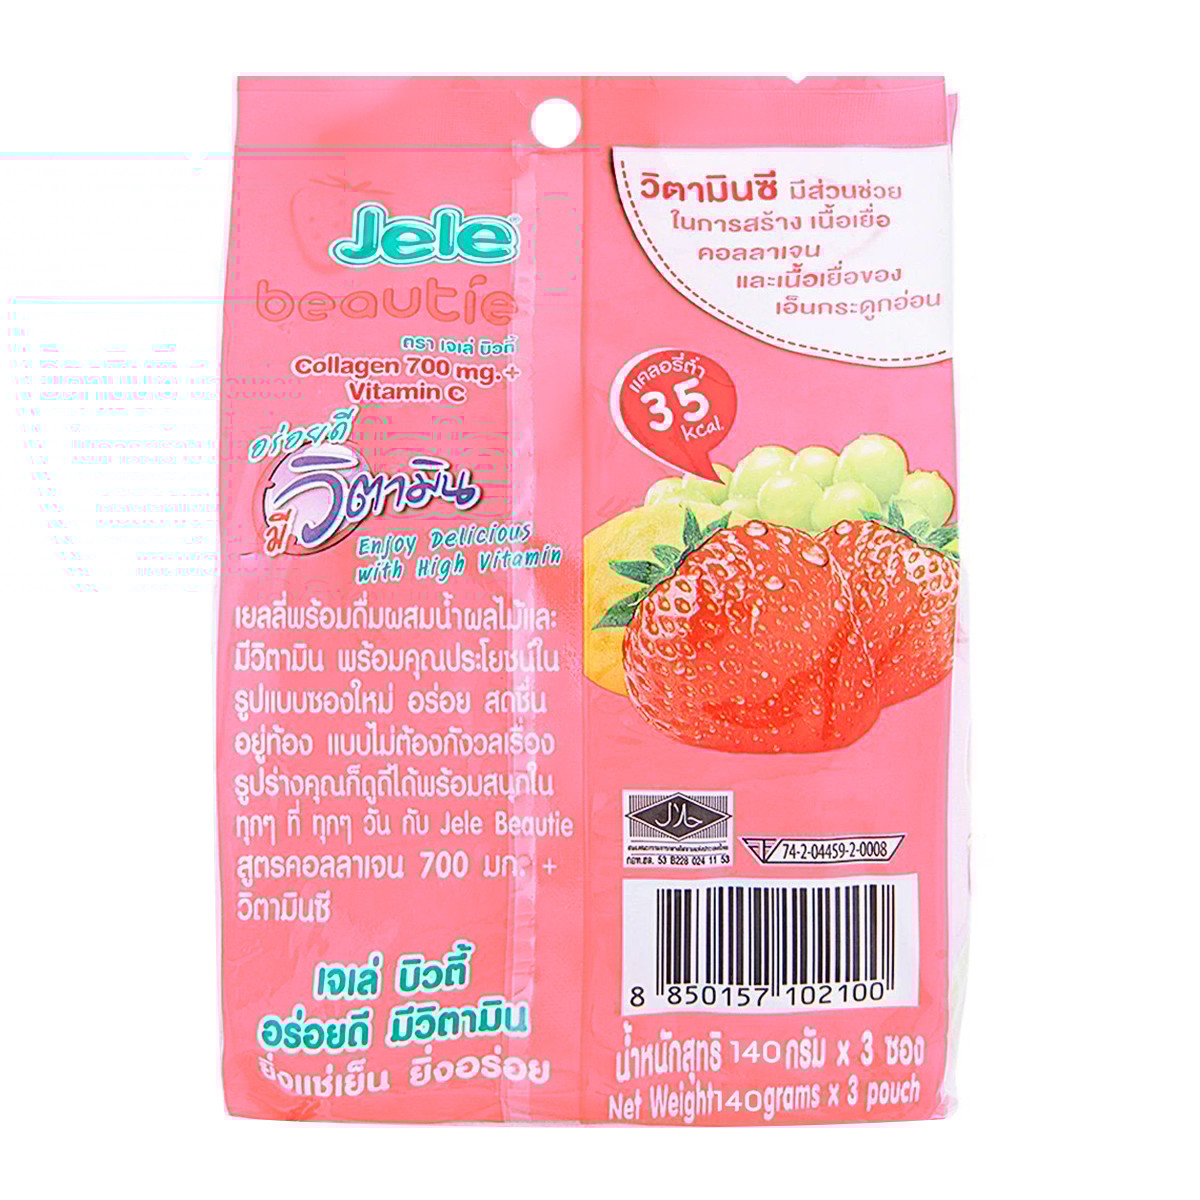 Jele®
beautie
ตรา เจเล่ บิวตี้
Collagen 700 mg.+
Vitamin C
อร่อยดี
มีวิตามิน
Enjoy Delicious
with High Vitamin
เยลลี่พร้อมดื่มผสมน้ำผลไม้และ
มีวิตามิน พร้อมคุณประโยชน์ใน
รูปแบบซองใหม่ อร่อย สดชื่น
อยู่ท้อง แบบไม่ต้องกังวลเรื่อง
รูปร่างคุณก็ดูดีได้พร้อมสนุกใน
ทุกๆ ที่ ทุกๆ วัน กับ Jele Beautie
สูตรคอลลาเจน 700 มก. +
วิตามินซี
เจเล่ บิวตี้
อร่อยดี มีวิตามิน
ยิ่งแช่เย็น ยิ่งอร่อย
วิตามินซี มีส่วนช่วย
ในการสร้าง เนื้อเยื่อ
คอลลาเจน
และเนื้อเยื่อของ
เอ็นกระดูกอ่อน
แคลอรี่ต่ำ
35
kcal.
حلال
กอท.ฮล. 53 B228 024 11 53
74-2-04459-2-0008
8 850157 102100
น้ำหนักสุทธิ 140กรัม x 3 ซอง
Net Weight140grams x 3 pouch